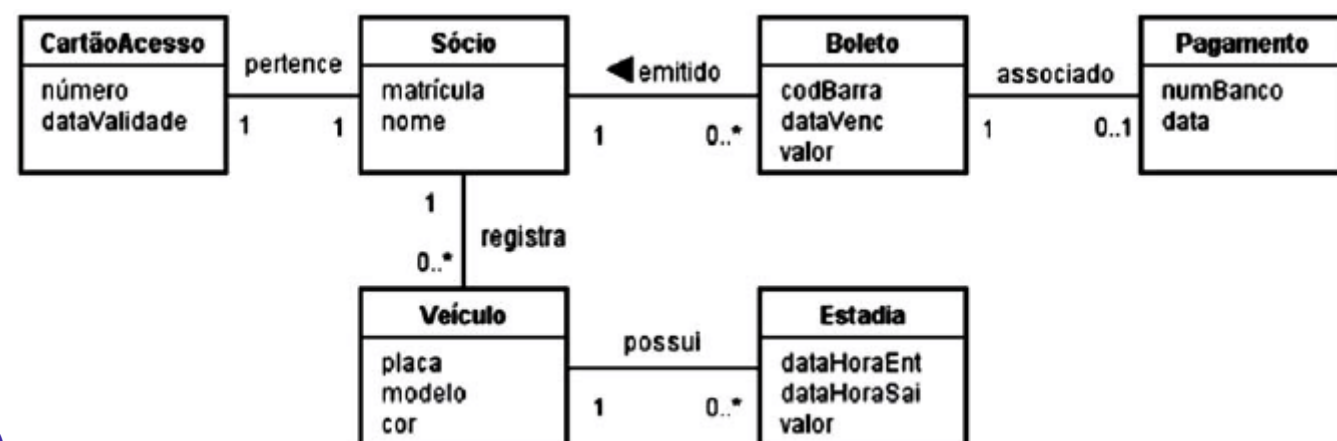 CartãoAcesso
número
dataValidade
pertence
1
1
Sócio
matrícula
nome
emitido
1
0..*
Boleto
codBarra
dataVenc
valor
associado
1
0..1
Pagamento
numBanco
data
1
registra
0..*
Veículo
placa
modelo
cor
possui
1
0..*
Estadia
dataHoraEnt
dataHoraSai
valor